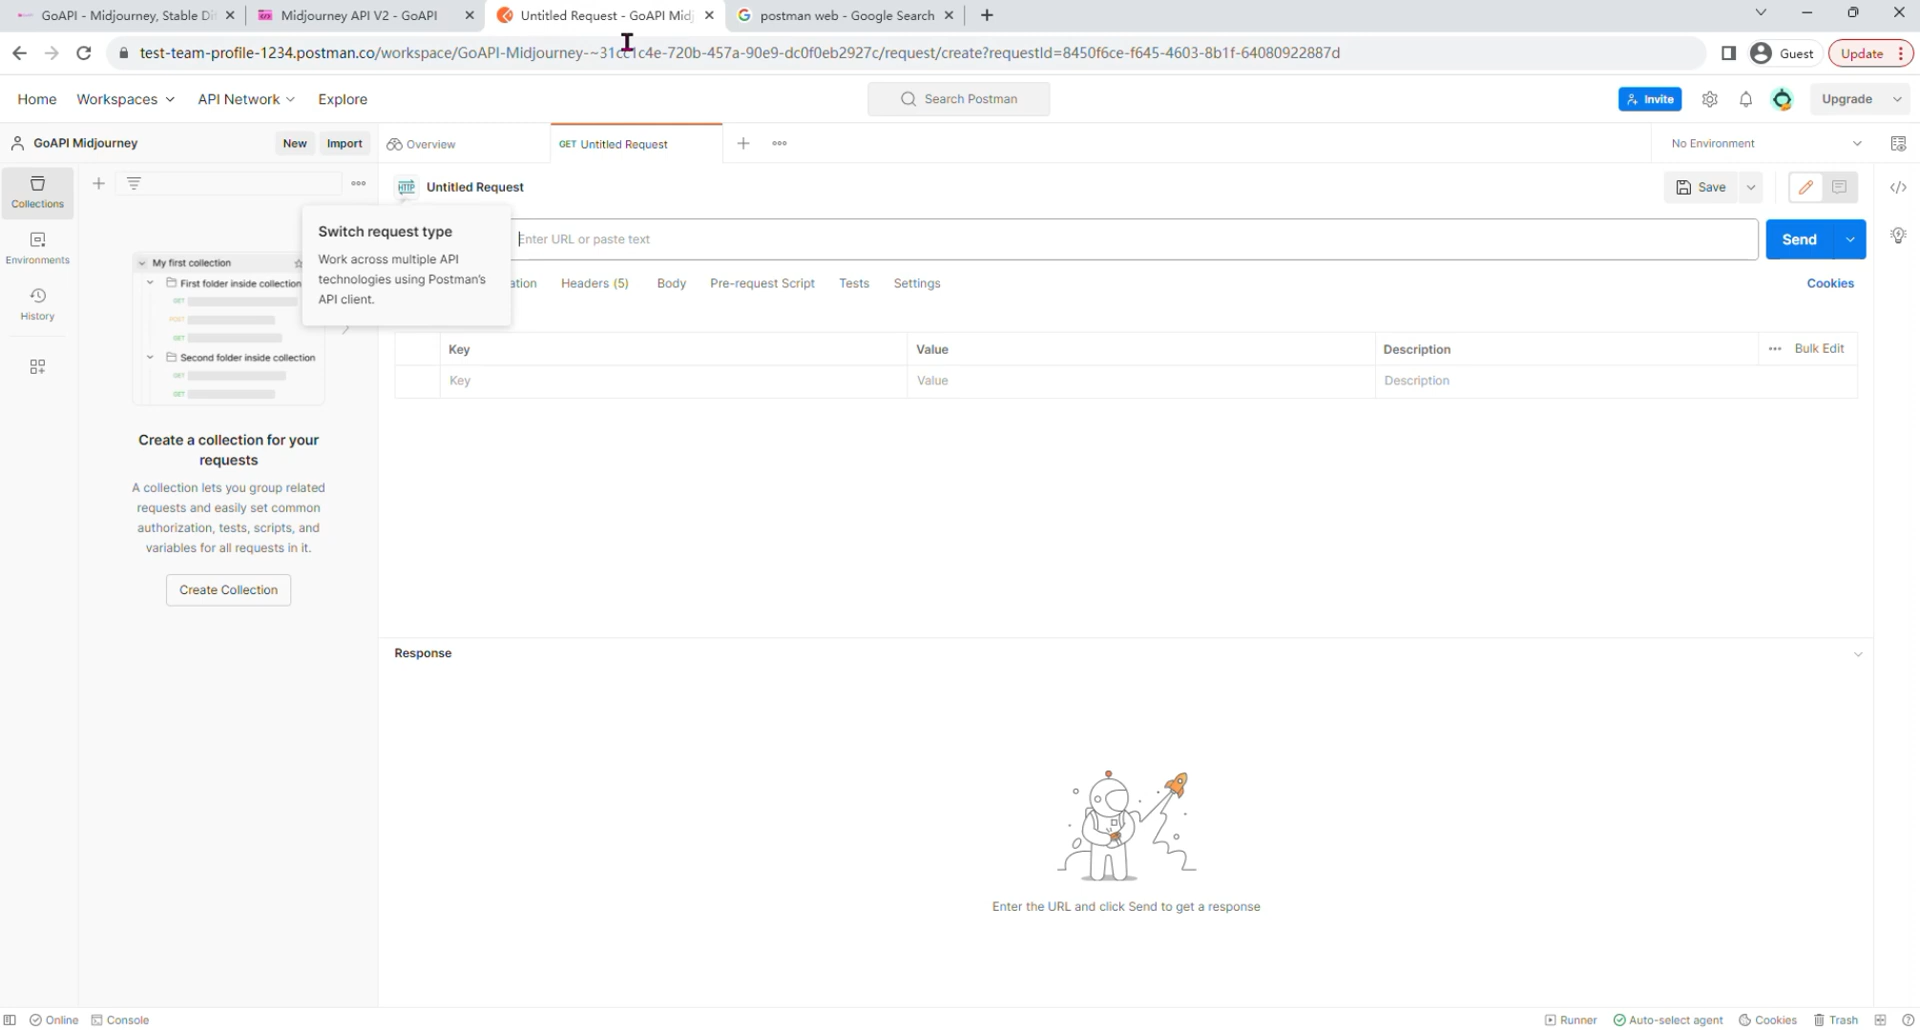 GoAPI - Midjourney, Stable Di
Midjourney API V2 - GoAPI
Untitled Request - GoAPI Mid
postman web - Google Search
test-team-profile-1234.postman.co/workspace/GoAPI-Midjourney-~31cc1c4e-720b-457a-90e9-dc0f0eb2927c/request/create?requestId=8450f6ce-f645-4603-8b1f-64080922887d
Guest
Update
Home
Workspaces
API Network
Explore
Search Postman
Invite
Upgrade
GoAPI Midjourney
New
Import
Overview
GET Untitled Request
No Environment
Collections
HTTP Untitled Request
Save
Switch request type
Work across multiple API
technologies using Postman's
API client.
Enter URL or paste text
Send
Environments
My first collection
First folder inside collection
GET
POST
GET
Second folder inside collection
GET
GET
ation
Headers (5)
Body
Pre-request Script
Tests
Settings
Cookies
History
Key
Value
Description
Bulk Edit
Key
Value
Description
Create a collection for your
requests
A collection lets you group related
requests and easily set common
authorization, tests, scripts, and
variables for all requests in it.
Create Collection
Response
Enter the URL and click Send to get a response
Online
Console
Runner
Auto-select agent
Cookies
Trash